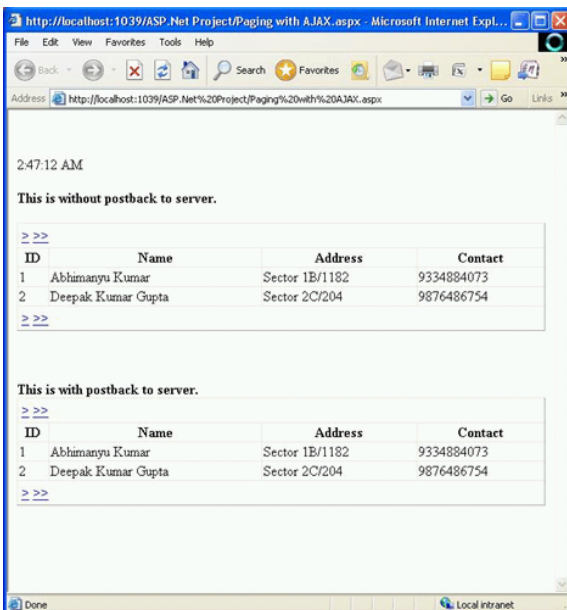 http://localhost:1039/ASP.Net Project/Paging with AJAX.aspx - Microsoft Internet Expl...
File Edit View Favorites Tools Help
Back Search Favorites »
Address http://localhost:1039/ASP.Net%20Project/Paging%20with%20AJAX.aspx Go Links »
2:47:12 AM
This is without postback to server.
> >>
ID Name Address Contact
1 Abhimanyu Kumar Sector 1B/1182 9334884073
2 Deepak Kumar Gupta Sector 2C/204 9876486754
> >>
This is with postback to server.
> >>
ID Name Address Contact
1 Abhimanyu Kumar Sector 1B/1182 9334884073
2 Deepak Kumar Gupta Sector 2C/204 9876486754
> >>
Done Local intranet